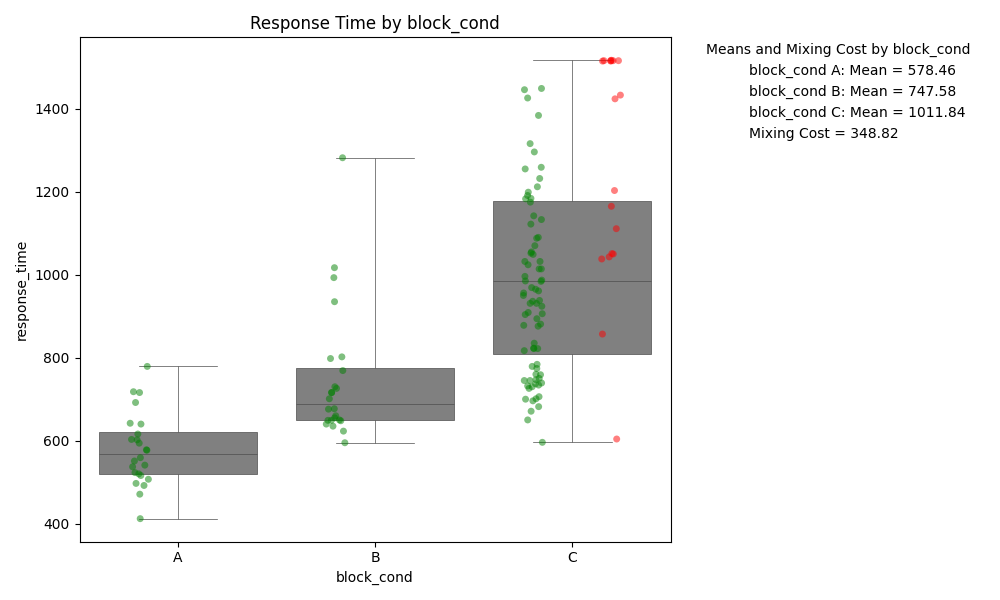 Response Time by block_cond
Means and Mixing Cost by block_cond
block_cond A: Mean = 578.46
block_cond B: Mean = 747.58
block_cond C: Mean = 1011.84
Mixing Cost = 348.82
response_time
1400
1200
1000
800
600
400
A B C
block_cond